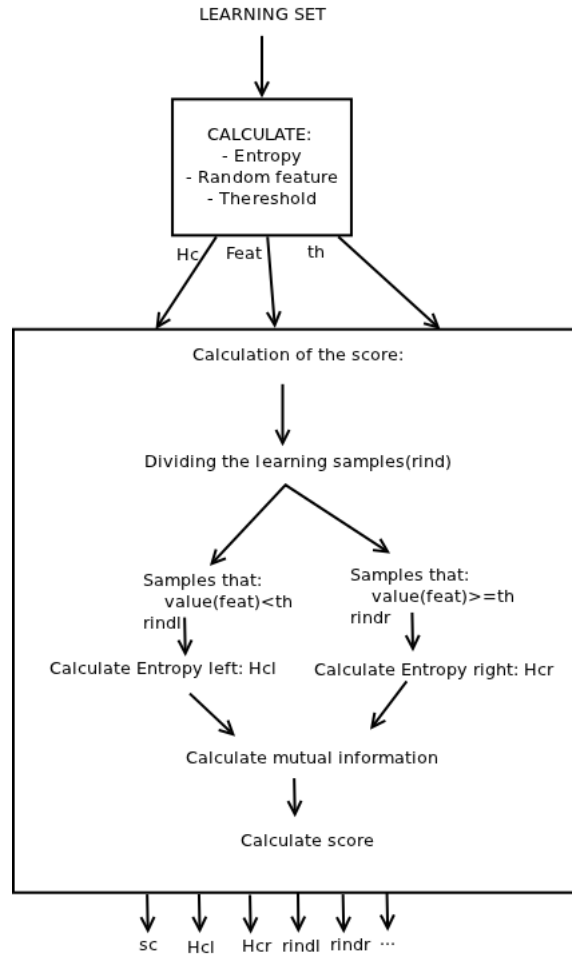 LEARNING SET
CALCULATE:
- Entropy
- Random feature
- Thereshold
Hc
Feat
th
Calculation of the score:
Dividing the learning samples(rind)
Samples that:
value(feat)<th
rindl
Samples that:
value(feat)>=th
rindr
Calculate Entropy left: Hcl
Calculate Entropy right: Hcr
Calculate mutual information
Calculate score
sc
Hcl
Hcr
rindl
rindr
...